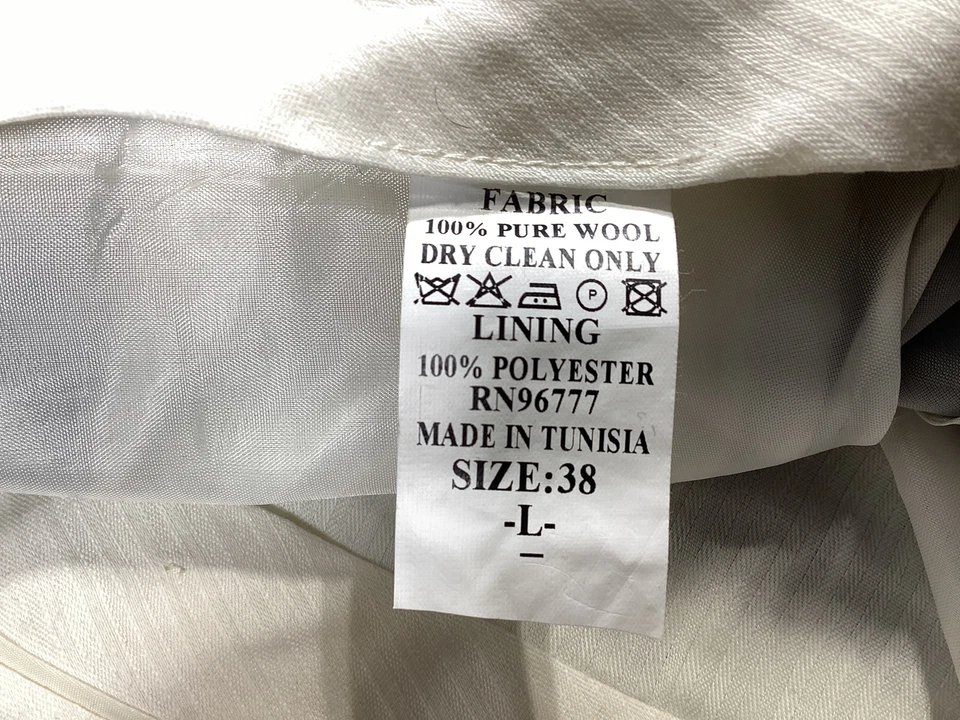 FABRIC
100% PURE WOOL
DRY CLEAN ONLY
P
LINING
100% POLYESTER
RN96777
MADE IN TUNISIA
SIZE:38
-L-
–